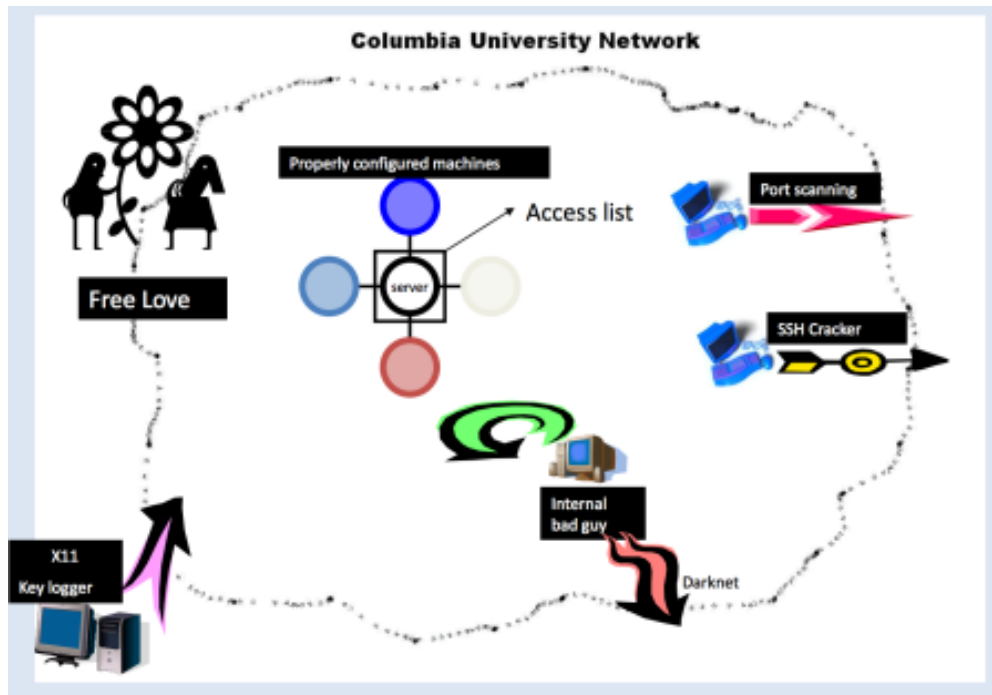 Columbia University Network
Properly configured machines
Port scanning
Access list
Free Love
server
SSH Cracker
Internal
bad guy
X11
Key logger
Darknet